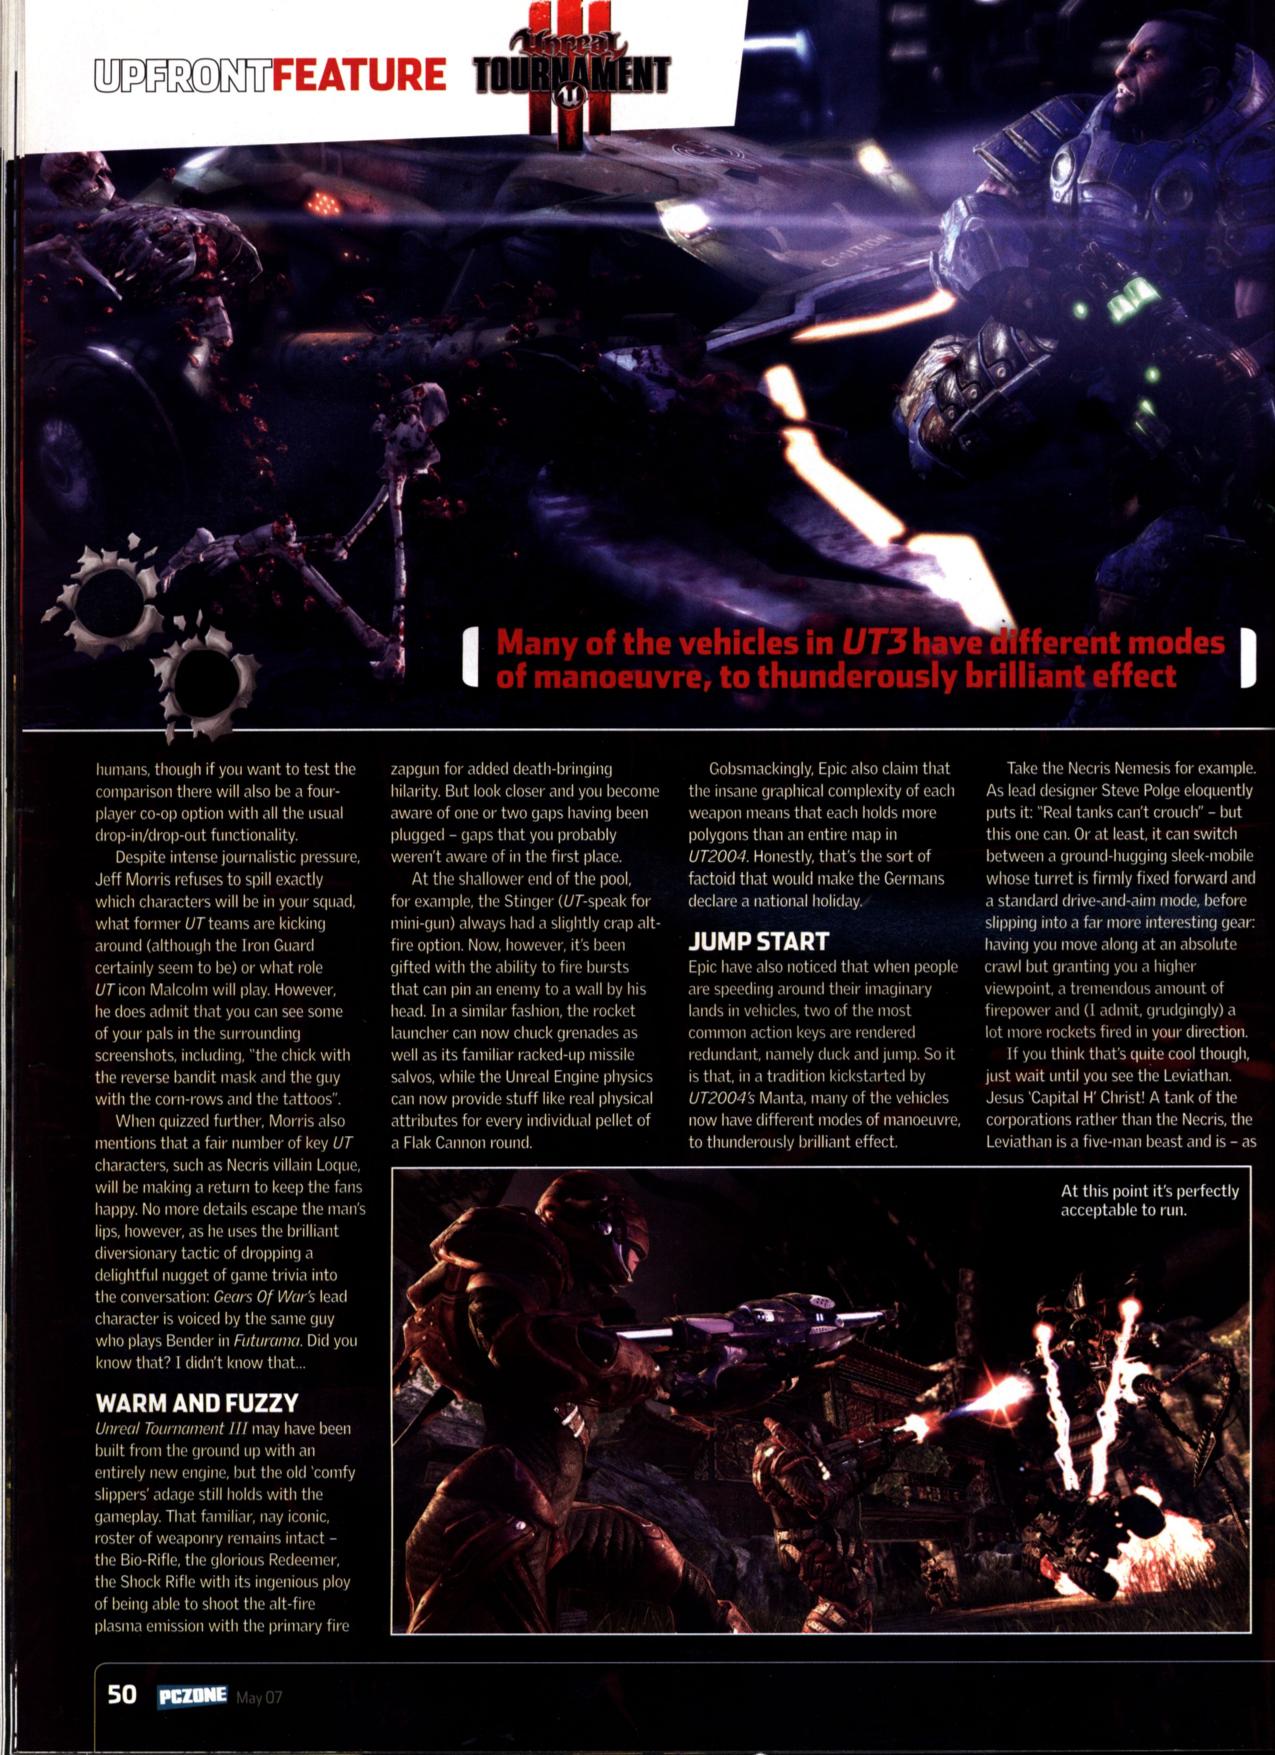 UPFRONTFEATURE
Unreal
TOURNAMENT
CAUTION
Many of the vehicles in UT3 have different modes
of manoeuvre, to thunderously brilliant effect
humans, though if you want to test the
comparison there will also be a four-
player co-op option with all the usual
drop-in/drop-out functionality.
Despite intense journalistic pressure,
Jeff Morris refuses to spill exactly
which characters will be in your squad,
what former UT teams are kicking
around (although the Iron Guard
certainly seem to be) or what role
UT icon Malcolm will play. However,
he does admit that you can see some
of your pals in the surrounding
screenshots, including, "the chick with
the reverse bandit mask and the guy
with the corn-rows and the tattoos".
When quizzed further, Morris also
mentions that a fair number of key UT
characters, such as Necris villain Loque,
will be making a return to keep the fans
happy. No more details escape the man's
lips, however, as he uses the brilliant
diversionary tactic of dropping a
delightful nugget of game trivia into
the conversation: Gears Of War's lead
character is voiced by the same guy
who plays Bender in Futurama. Did you
know that? I didn't know that...
WARM AND FUZZY
Unreal Tournament III may have been
built from the ground up with an
entirely new engine, but the old 'comfy
slippers' adage still holds with the
gameplay. That familiar, nay iconic,
roster of weaponry remains intact –
the Bio-Rifle, the glorious Redeemer,
the Shock Rifle with its ingenious ploy
of being able to shoot the alt-fire
plasma emission with the primary fire
zapgun for added death-bringing
hilarity. But look closer and you become
aware of one or two gaps having been
plugged – gaps that you probably
weren't aware of in the first place.
At the shallower end of the pool,
for example, the Stinger (UT-speak for
mini-gun) always had a slightly crap alt-
fire option. Now, however, it's been
gifted with the ability to fire bursts
that can pin an enemy to a wall by his
head. In a similar fashion, the rocket
launcher can now chuck grenades as
well as its familiar racked-up missile
salvos, while the Unreal Engine physics
can now provide stuff like real physical
attributes for every individual pellet of
a Flak Cannon round.
Gobsmackingly, Epic also claim that
the insane graphical complexity of each
weapon means that each holds more
polygons than an entire map in
UT2004. Honestly, that's the sort of
factoid that would make the Germans
declare a national holiday.
JUMP START
Epic have also noticed that when people
are speeding around their imaginary
lands in vehicles, two of the most
common action keys are rendered
redundant, namely duck and jump. So it
is that, in a tradition kickstarted by
UT2004's Manta, many of the vehicles
now have different modes of manoeuvre,
to thunderously brilliant effect.
Take the Necris Nemesis for example.
As lead designer Steve Polge eloquently
puts it: "Real tanks can't crouch" – but
this one can. Or at least, it can switch
between a ground-hugging sleek-mobile
whose turret is firmly fixed forward and
a standard drive-and-aim mode, before
slipping into a far more interesting gear:
having you move along at an absolute
crawl but granting you a higher
viewpoint, a tremendous amount of
firepower and (I admit, grudgingly) a
lot more rockets fired in your direction.
If you think that's quite cool though,
just wait until you see the Leviathan.
Jesus 'Capital H' Christ! A tank of the
corporations rather than the Necris, the
Leviathan is a five-man beast and is – as
At this point it's perfectly
acceptable to run.
50 PCZONE May 07